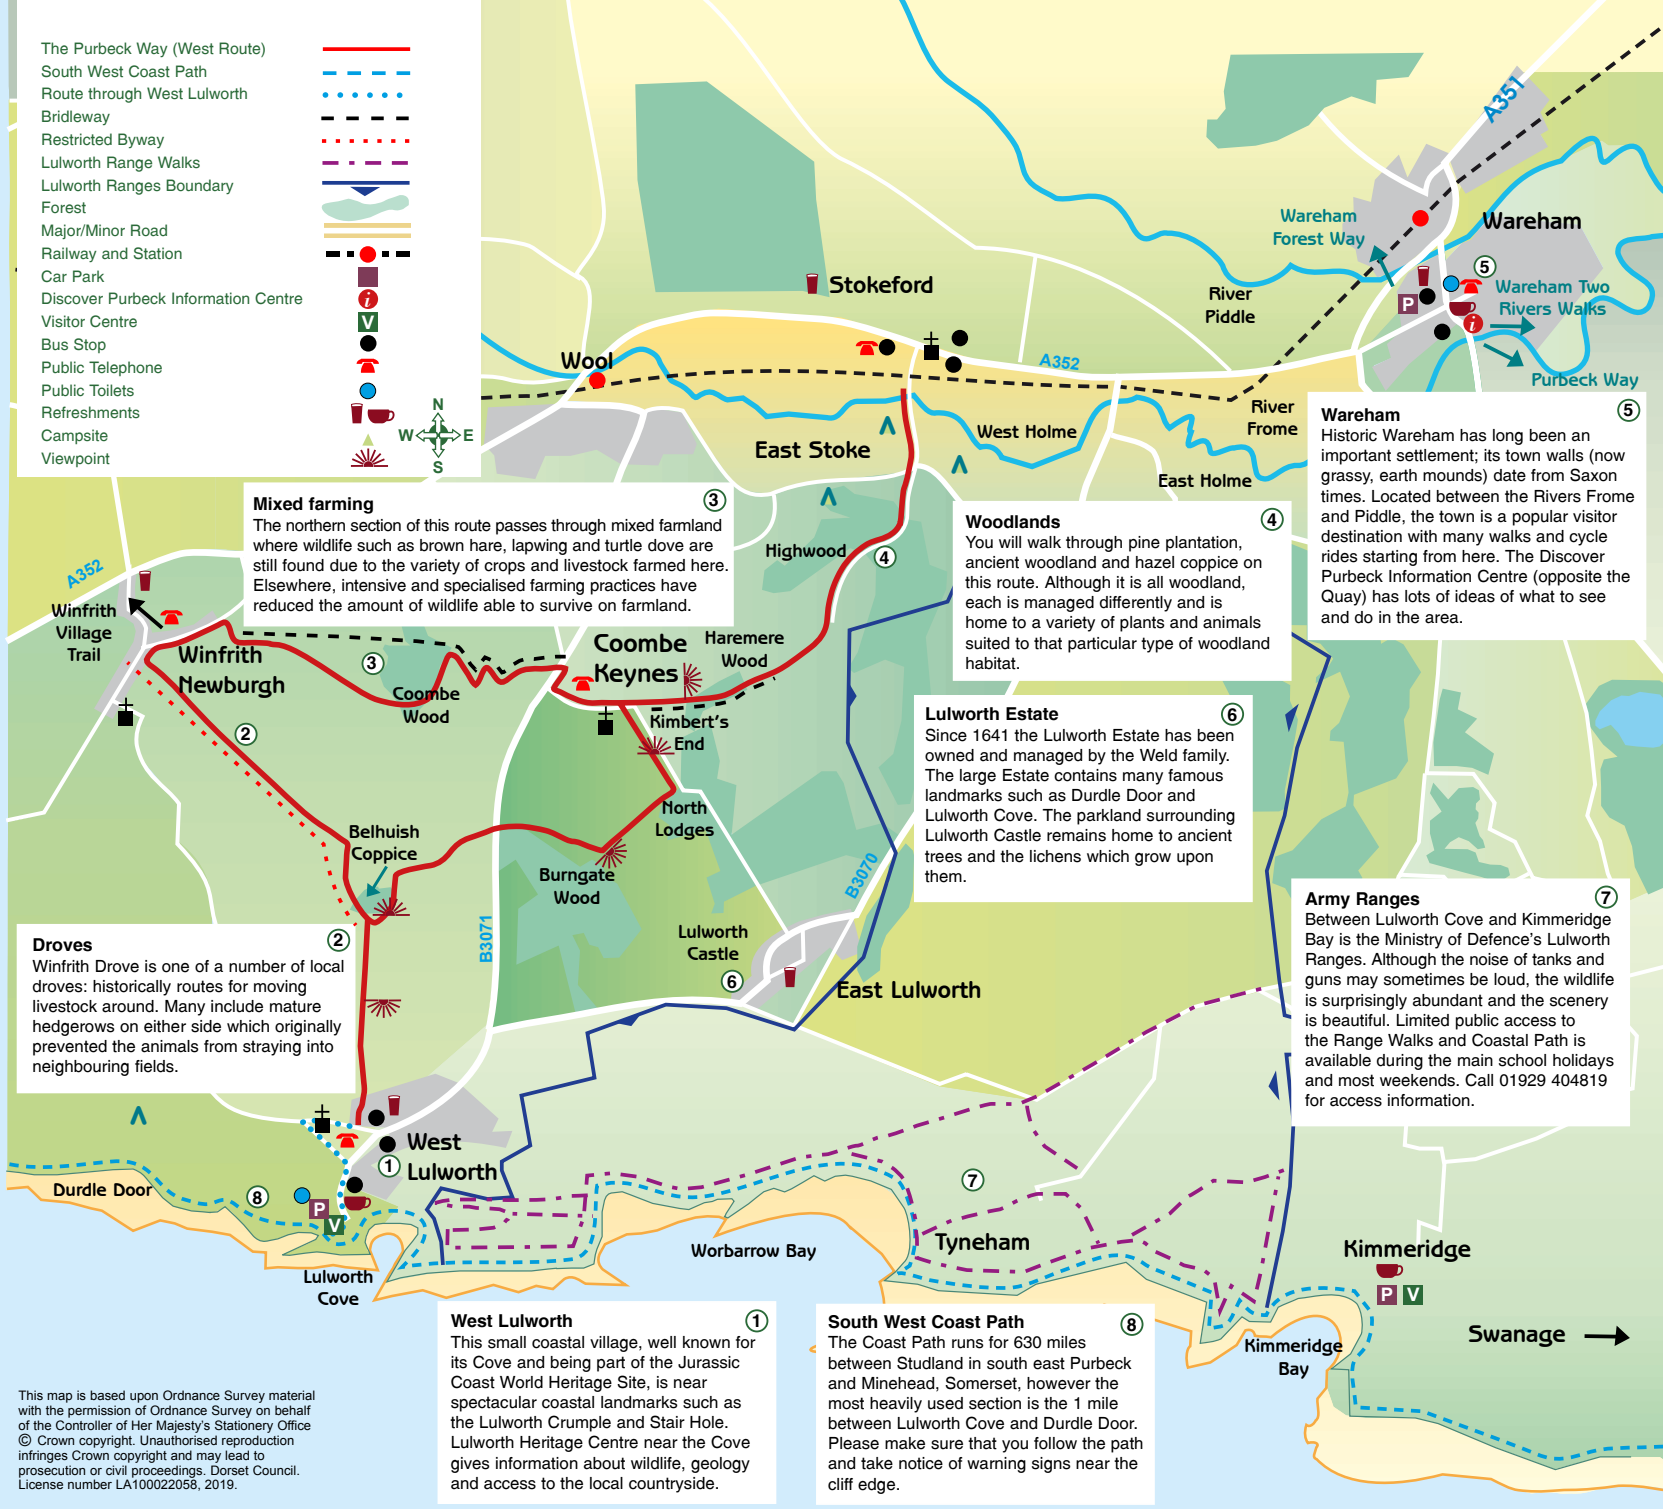 The Purbeck Way (West Route)
South West Coast Path
Route through West Lulworth
Bridleway
Restricted Byway
Lulworth Range Walks
Lulworth Ranges Boundary
Forest
Major/Minor Road
Railway and Station
Car Park
Discover Purbeck Information Centre
i
Visitor Centre
V
Bus Stop
Public Telephone
Public Toilets
Refreshments
Campsite
Viewpoint
N
W E
S
A351
Wareham
Forest Way
Wareham
5
P
i
Wareham Two
Rivers Walks
Purbeck Way
River
Piddle
Stokeford
Wool
A352
River
Frome
West Holme
East Stoke
East Holme
Wareham 5
Historic Wareham has long been an
important settlement; its town walls (now
grassy, earth mounds) date from Saxon
times. Located between the Rivers Frome
and Piddle, the town is a popular visitor
destination with many walks and cycle
rides starting from here. The Discover
Purbeck Information Centre (opposite the
Quay) has lots of ideas of what to see
and do in the area.
Mixed farming 3
The northern section of this route passes through mixed farmland
where wildlife such as brown hare, lapwing and turtle dove are
still found due to the variety of crops and livestock farmed here.
Elsewhere, intensive and specialised farming practices have
reduced the amount of wildlife able to survive on farmland.
Woodlands 4
You will walk through pine plantation,
ancient woodland and hazel coppice on
this route. Although it is all woodland,
each is managed differently and is
home to a variety of plants and animals
suited to that particular type of woodland
habitat.
Highwood
4
A352
Winfrith
Village
Trail
Winfrith
Newburgh
3
Coombe
Wood
Coombe
Keynes
Haremere
Wood
Kimbert's
End
2
North
Lodges
Belhuish
Coppice
Burngate
Wood
B3071
B3070
Lulworth
Castle
6
East Lulworth
Lulworth Estate 6
Since 1641 the Lulworth Estate has been
owned and managed by the Weld family.
The large Estate contains many famous
landmarks such as Durdle Door and
Lulworth Cove. The parkland surrounding
Lulworth Castle remains home to ancient
trees and the lichens which grow upon
them.
Army Ranges 7
Between Lulworth Cove and Kimmeridge
Bay is the Ministry of Defence's Lulworth
Ranges. Although the noise of tanks and
guns may sometimes be loud, the wildlife
is surprisingly abundant and the scenery
is beautiful. Limited public access to
the Range Walks and Coastal Path is
available during the main school holidays
and most weekends. Call 01929 404819
for access information.
Droves 2
Winfrith Drove is one of a number of local
droves: historically routes for moving
livestock around. Many include mature
hedgerows on either side which originally
prevented the animals from straying into
neighbouring fields.
West
Lulworth
1
Durdle Door
8
P
V
Lulworth
Cove
Worbarrow Bay
7
Tyneham
Kimmeridge
P V
Swanage
Kimmeridge
Bay
West Lulworth 1
This small coastal village, well known for
its Cove and being part of the Jurassic
Coast World Heritage Site, is near
spectacular coastal landmarks such as
the Lulworth Crumple and Stair Hole.
Lulworth Heritage Centre near the Cove
gives information about wildlife, geology
and access to the local countryside.
South West Coast Path 8
The Coast Path runs for 630 miles
between Studland in south east Purbeck
and Minehead, Somerset, however the
most heavily used section is the 1 mile
between Lulworth Cove and Durdle Door.
Please make sure that you follow the path
and take notice of warning signs near the
cliff edge.
This map is based upon Ordnance Survey material
with the permission of Ordnance Survey on behalf
of the Controller of Her Majesty's Stationery Office
© Crown copyright. Unauthorised reproduction
infringes Crown copyright and may lead to
prosecution or civil proceedings. Dorset Council.
License number LA100022058, 2019.